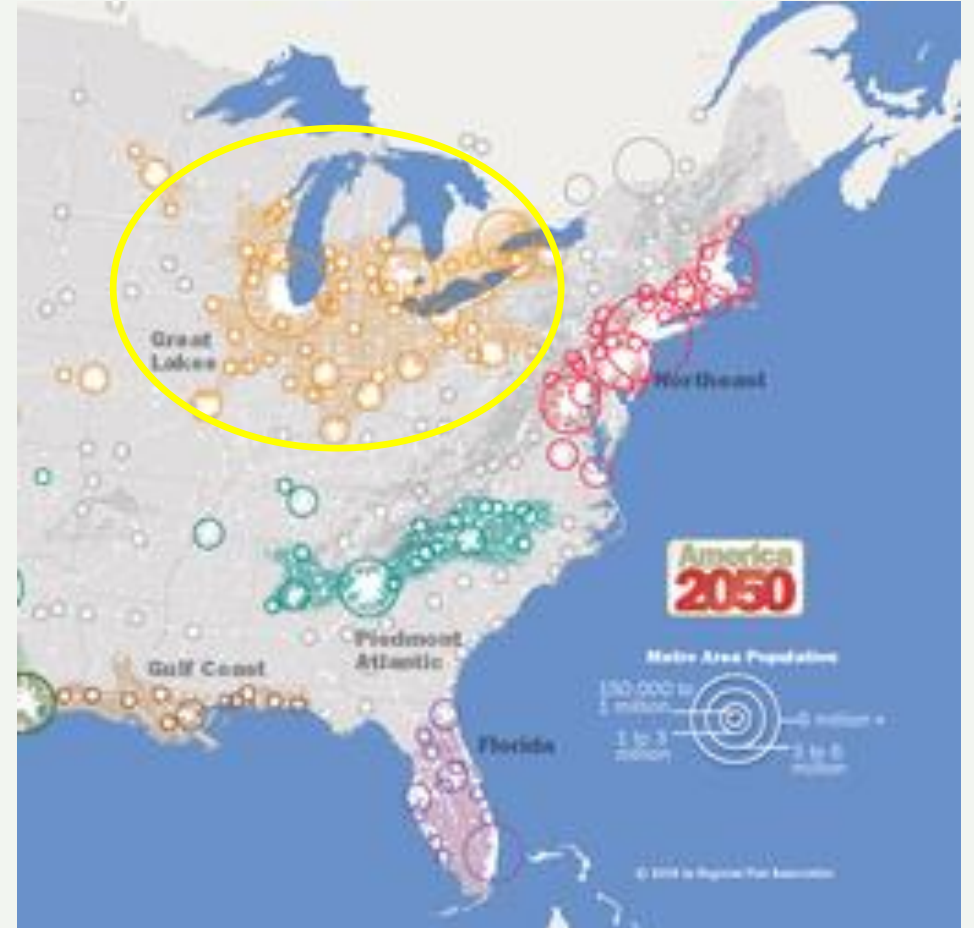 Great
Lakes
Northeast
America
2050
Piedmont
Atlantic
Gulf Coast
Florida
Metro Area Population
150,000 to
1 million
6 million +
1 to 3
million
3 to 6
million